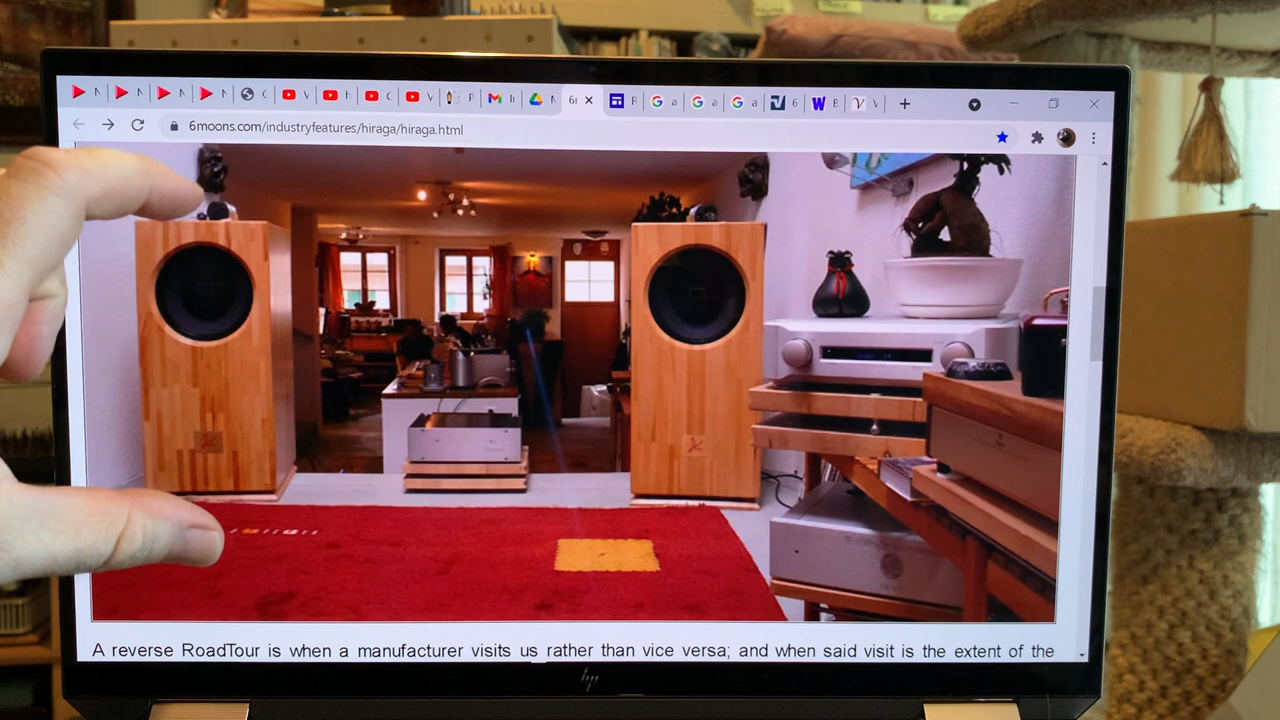 6moons.com/industryfeatures/hiraga/hiraga.html
A reverse RoadTour is when a manufacturer visits us rather than vice versa; and when said visit is the extent of the
hp